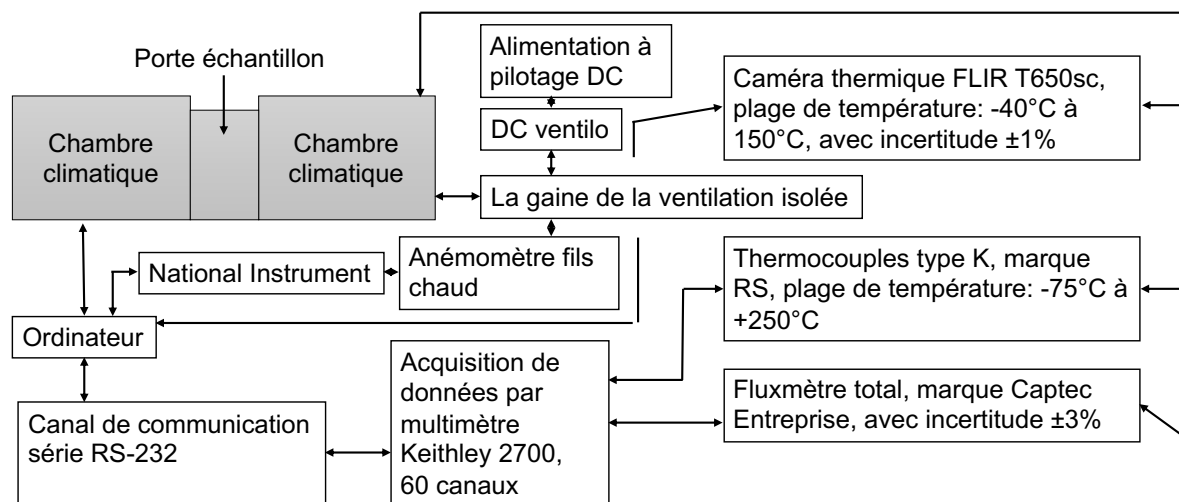 Porte échantillon
Chambre
climatique
Chambre
climatique
Alimentation à
pilotage DC
DC ventilo
La gaine de la ventilation isolée
Caméra thermique FLIR T650sc,
plage de température: -40°C à
150°C, avec incertitude ±1%
National Instrument
Anémomètre fils
chaud
Thermocouples type K, marque
RS, plage de température: -75°C à
+250°C
Ordinateur
Canal de communication
série RS-232
Acquisition de
données par
multimètre
Keithley 2700,
60 canaux
Fluxmètre total, marque Captec
Entreprise, avec incertitude ±3%